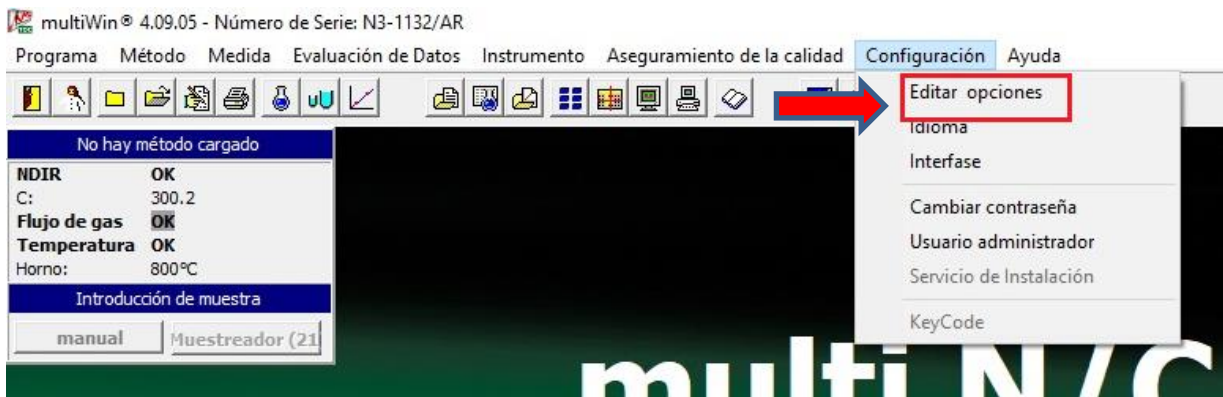 multiWin® 4.09.05 - Número de Serie: N3-1132/AR
Programa Método Medida Evaluación de Datos Instrumento Aseguramiento de la calidad Configuración Ayuda
Editar opciones
Idioma
Interfase
Cambiar contraseña
Usuario administrador
Servicio de Instalación
KeyCode
No hay método cargado
NDIR OK
C: 300.2
Flujo de gas OK
Temperatura OK
Horno: 800°C
Introducción de muestra
manual Muestreador (21
multi N/C